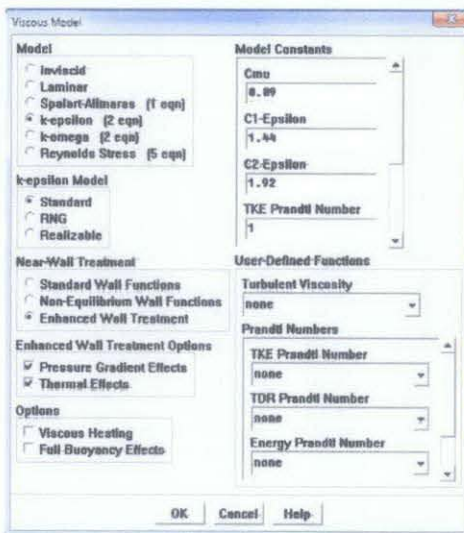 Viscous Model
Model
Inviscid
Laminar
Spalart-Allmaras (1 eqn)
k-epsilon (2 eqn)
k-omega (2 eqn)
Reynolds Stress (5 eqn)
k-epsilon Model
Standard
RNG
Realizable
Near-Wall Treatment
Standard Wall Functions
Non-Equilibrium Wall Functions
Enhanced Wall Treatment
Enhanced Wall Treatment Options
Pressure Gradient Effects
Thermal Effects
Options
Viscous Heating
Full Buoyancy Effects
Model Constants
Cmu
0.09
C1-Epsilon
1.44
C2-Epsilon
1.92
TKE Prandtl Number
1
User-Defined Functions
Turbulent Viscosity
none
Prandtl Numbers
TKE Prandtl Number
none
TDR Prandtl Number
none
Energy Prandtl Number
none
OK Cancel Help